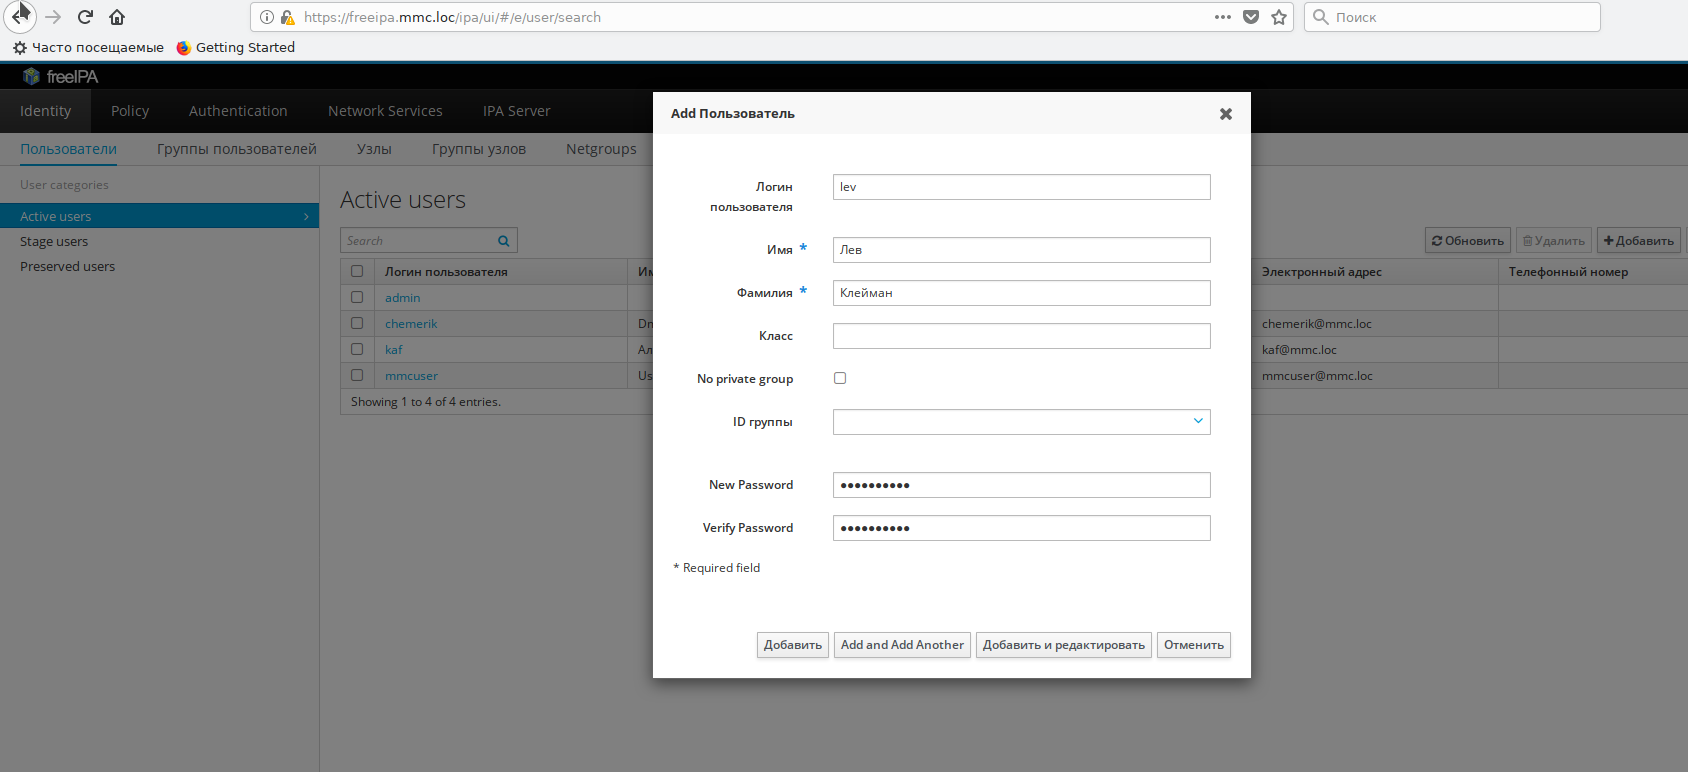 https://freeipa.mmc.loc/ipa/ui/#/e/user/search
Поиск
Часто посещаемые Getting Started
freeIPA
Identity Policy Authentication Network Services IPA Server
Пользователи Группы пользователей Узлы Группы узлов Netgroups
User categories
Active users
Stage users
Preserved users
Active users
Search
Обновить Удалить Добавить
Логин пользователя Им Электронный адрес Телефонный номер
admin
chemerik Dm chemerik@mmc.loc
kaf Ал kaf@mmc.loc
mmcuser Us mmcuser@mmc.loc
Showing 1 to 4 of 4 entries.
Add Пользователь
Логин
пользователя
lev
Имя * Лев
Фамилия * Клейман
Класс
No private group
ID группы
New Password ••••••••••
Verify Password ••••••••••
* Required field
Добавить Add and Add Another Добавить и редактировать Отменить